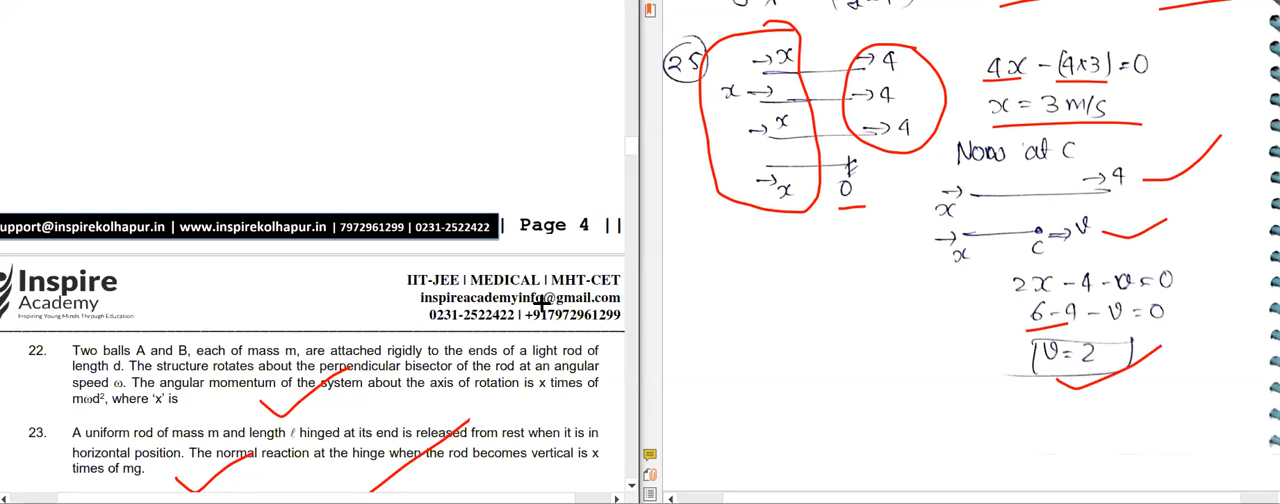 support@inspirekolhapur.in | www.inspirekolhapur.in | 7972961299 | 0231-2522422 | Page 4 ||
Inspire
Academy
Inspiring Young Minds Through Education
IIT-JEE | MEDICAL | MHT-CET
inspireacademyinfo@gmail.com
0231-2522422 | +917972961299
22. Two balls A and B, each of mass m, are attached rigidly to the ends of a light rod of
length d. The structure rotates about the perpendicular bisector of the rod at an angular
speed ω. The angular momentum of the system about the axis of rotation is x times of
mωd², where 'x' is
23. A uniform rod of mass m and length ℓ hinged at its end is released from rest when it is in
horizontal position. The normal reaction at the hinge when the rod becomes vertical is x
times of mg.
25
→x →4
x→ →4
→x →4
→x 0
4x - (4×3) = 0
x = 3 m/s
Now at C
→x →4
→x C →v
2x - 4 - v = 0
6 - 4 - v = 0
v = 2